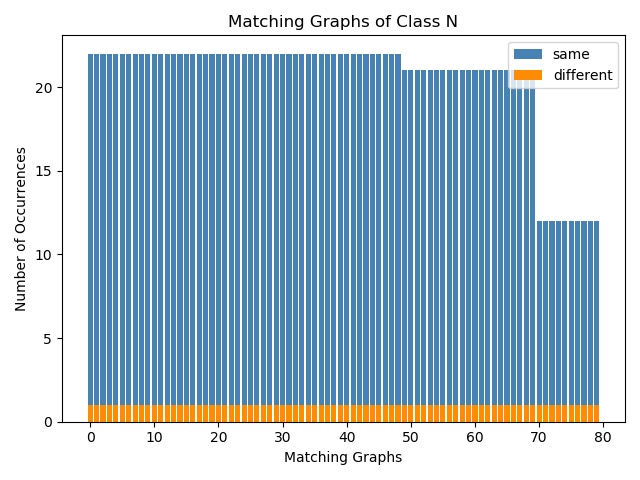 Matching Graphs of Class N
same
different
Number of Occurrences
20
15
10
5
0
0 10 20 30 40 50 60 70 80
Matching Graphs